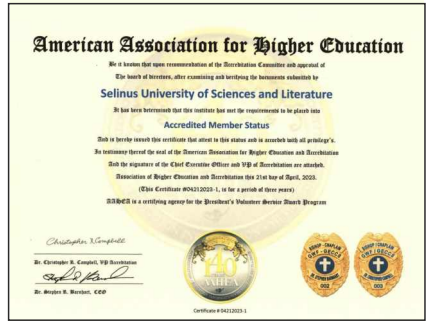 American Association for Higher Education
Be it known that upon recommendation of the Accreditation Committee and approval of
The board of directors, after examining and verifying the documents submitted by
Selinus University of Sciences and Literature
It has been determined that this institute has met the requirements to be placed into
Accredited Member Status
And is hereby issued this certificate that attest to this status and is accorded with all privilege's.
In testimony thereof the seal of the American Association for Higher Education and Accreditation
And the signature of the Chief Executive Officer and VP of Accreditation are attached.
Association of Higher Education and Accreditation this 21st day of April, 2023.
(This Certificate #04212023-1, is for a period of three years)
AAHEA is a certifying agency for the President's Volunteer Service Award Program
Christopher X Campbell
Dr. Christopher X. Campbell, VP Accreditation
Dr. Stephen R. Barnhart, CEO
140
AAHEA
BISHOP - CHAPLAIN
002
BISHOP - CHAPLAIN
003
Certificate # 04212023-1